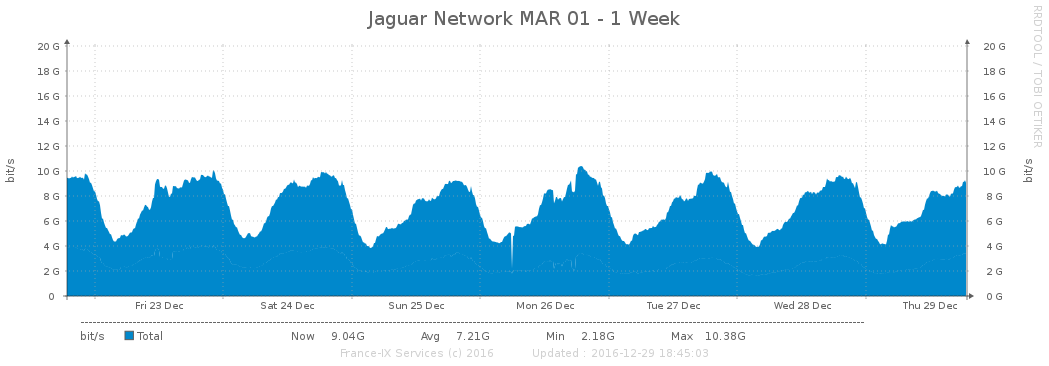 Jaguar Network MAR 01 - 1 Week
RRDTOOL / TOBI OETIKER
bit/s
20 G
18 G
16 G
14 G
12 G
10 G
8 G
6 G
4 G
2 G
0
20 G
18 G
16 G
14 G
12 G
10 G
8 G
6 G
4 G
2 G
0 G
bit/s
Fri 23 Dec Sat 24 Dec Sun 25 Dec Mon 26 Dec Tue 27 Dec Wed 28 Dec Thu 29 Dec
bit/s Total Now 9.04G Avg 7.21G Min 2.18G Max 10.38G
France-IX Services (c) 2016 Updated : 2016-12-29 18:45:03